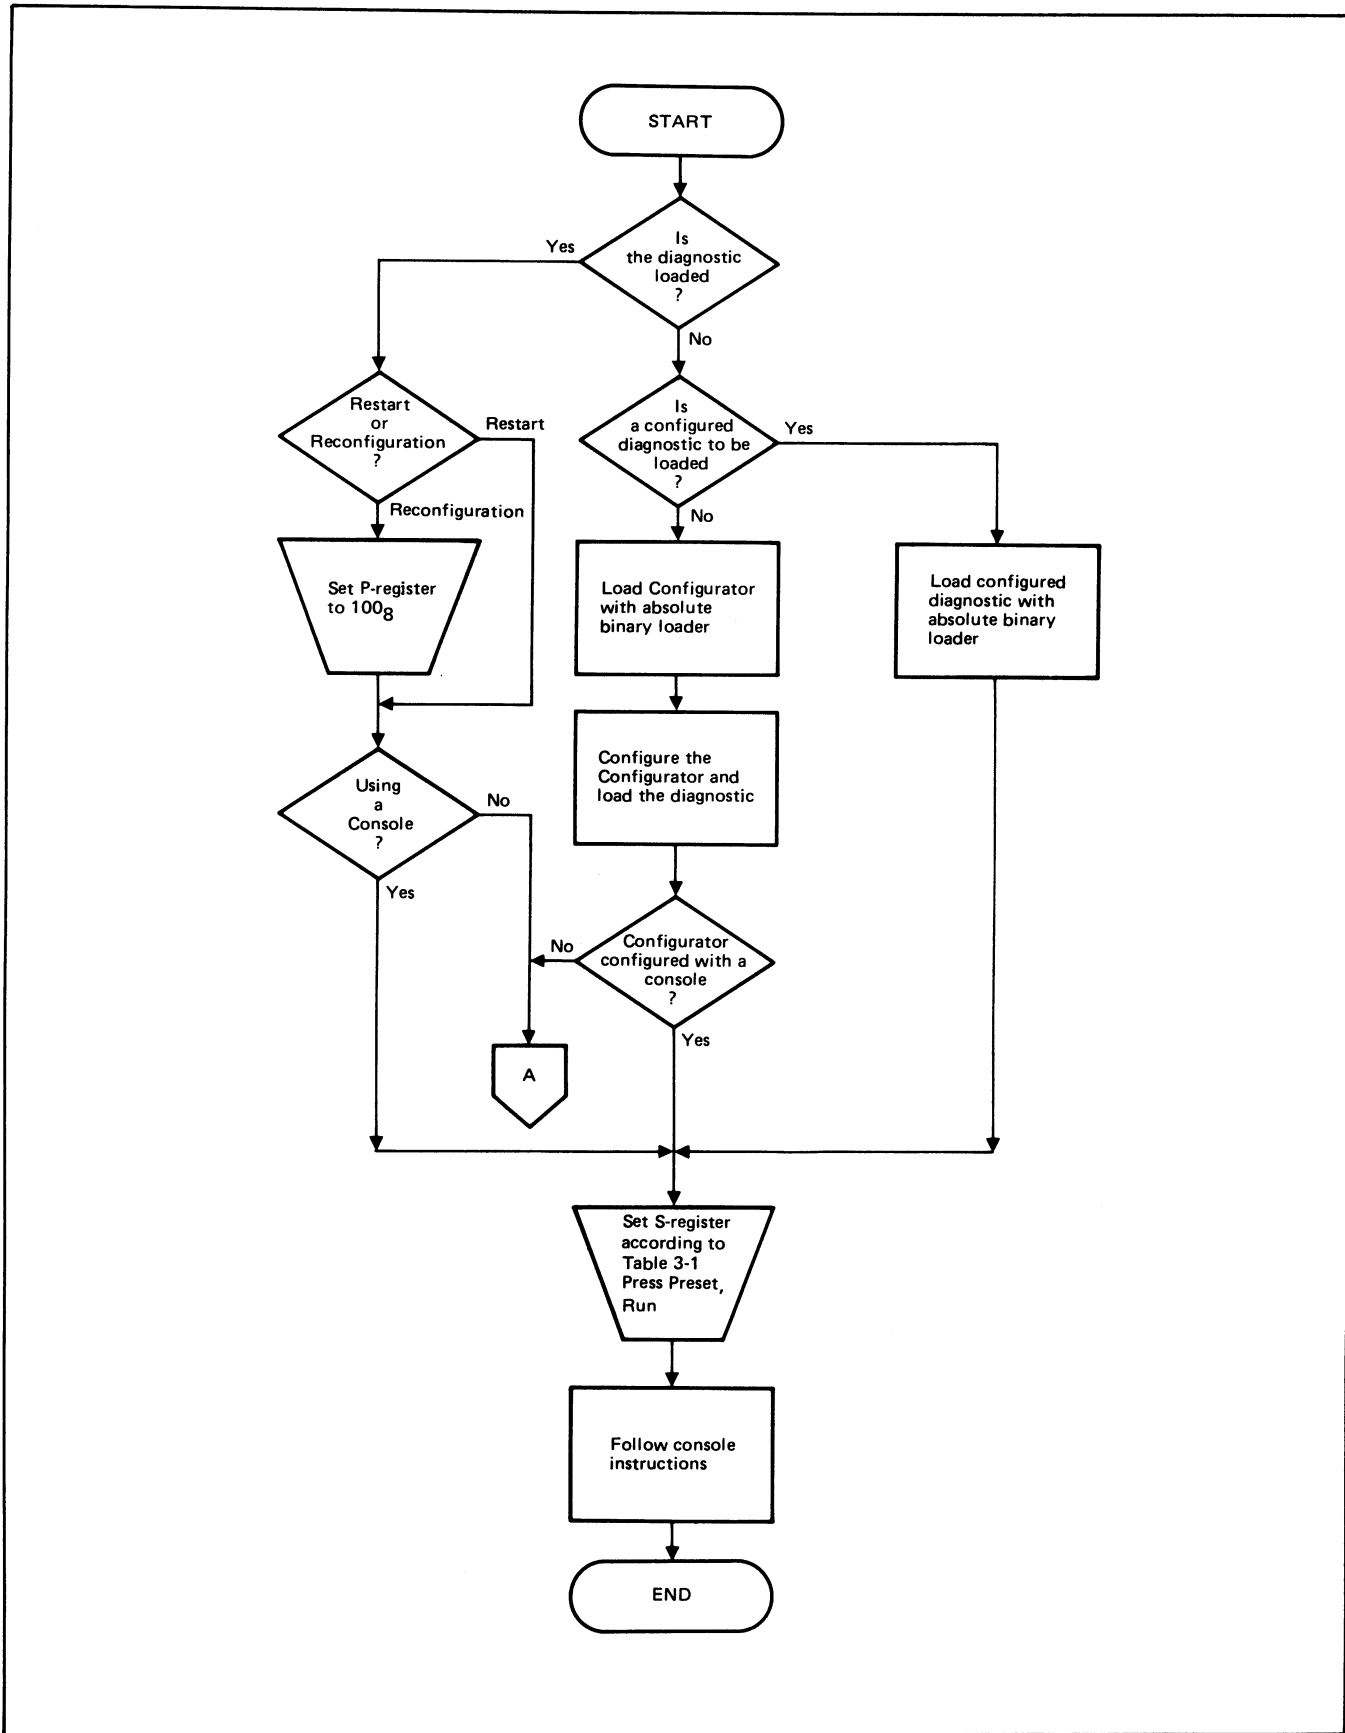 START
Is
the diagnostic
loaded
?
Yes
No
Restart
or
Reconfiguration
?
Restart
Reconfiguration
Is
a configured
diagnostic to be
loaded
?
Yes
No
Set P-register
to 100₈
Load Configurator
with absolute
binary loader
Load configured
diagnostic with
absolute binary
loader
Using
a
Console
?
No
Yes
Configure the
Configurator and
load the diagnostic
Configurator
configured with a
console
?
No
Yes
A
Set S-register
according to
Table 3-1
Press Preset,
Run
Follow console
instructions
END